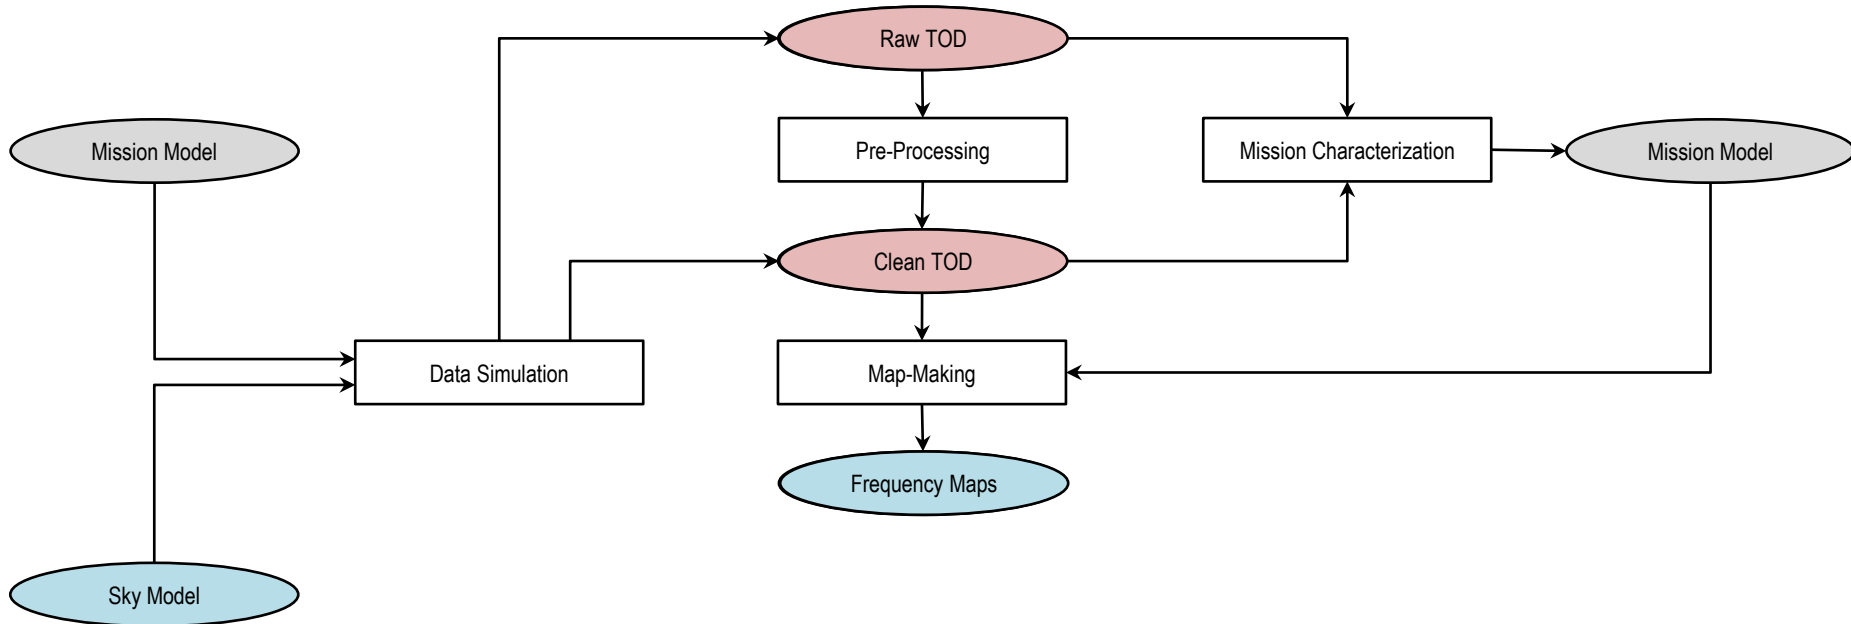 Raw TOD
Mission Model
Pre-Processing
Mission Characterization
Mission Model
Clean TOD
Data Simulation
Map-Making
Frequency Maps
Sky Model